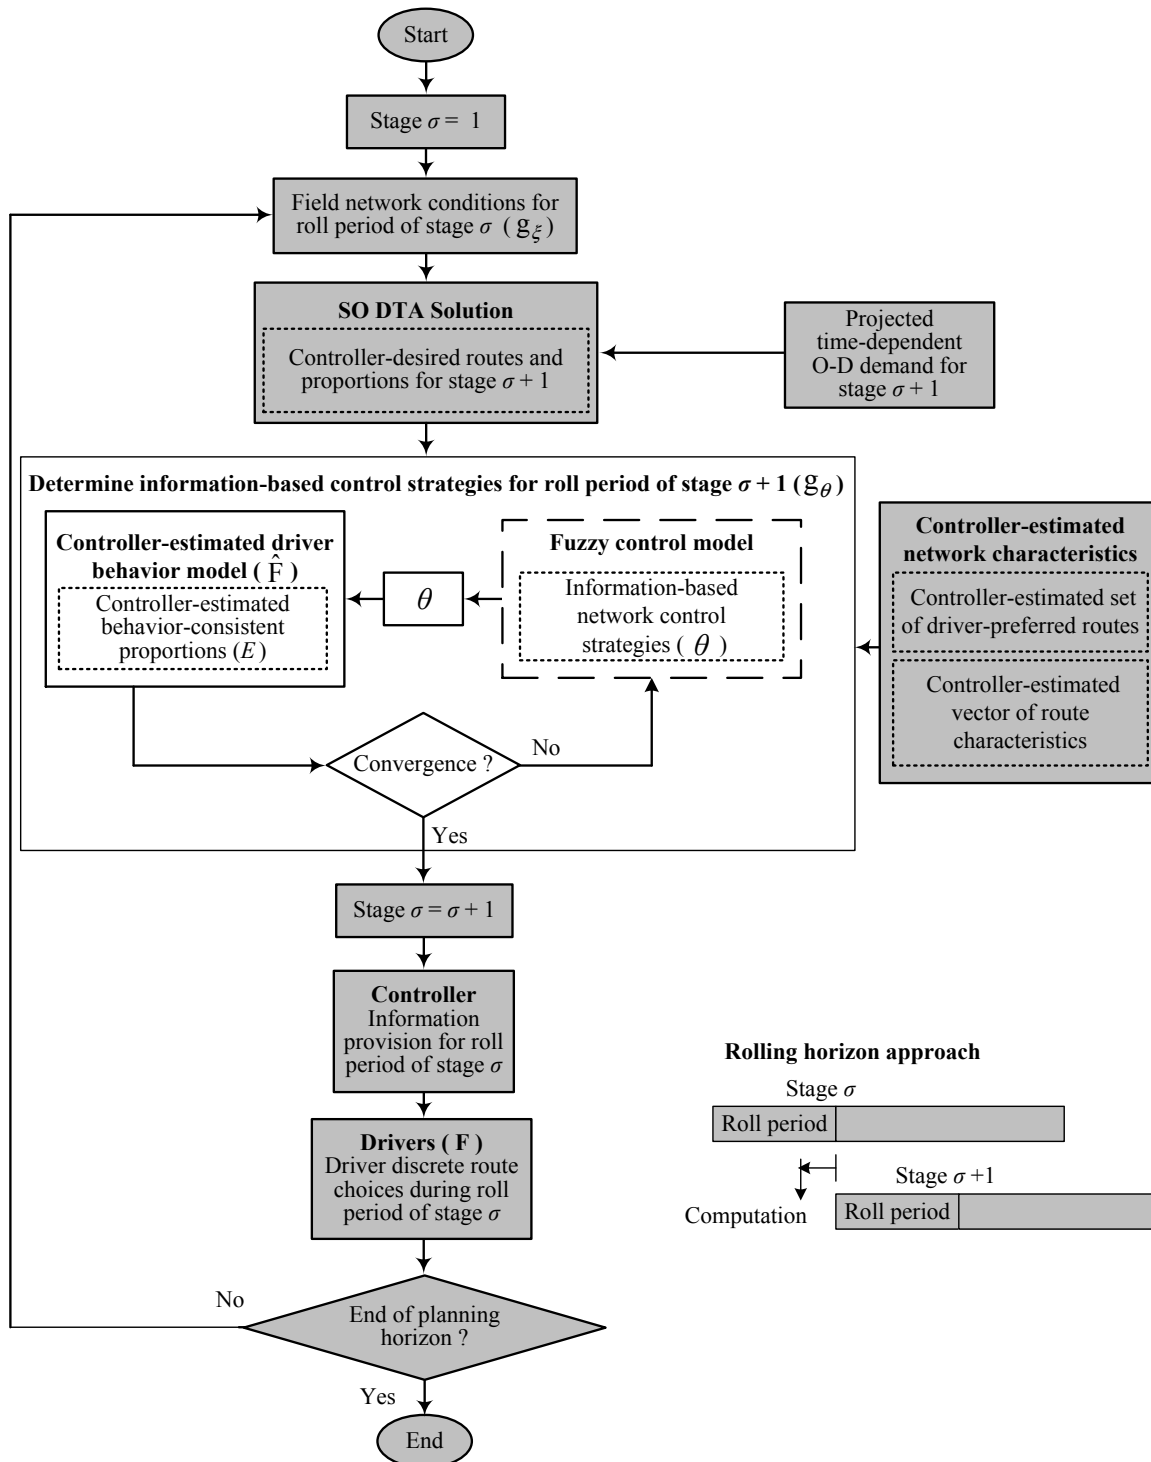 Start
Stage σ = 1
Field network conditions for
roll period of stage σ ( g_ξ )
SO DTA Solution
Controller-desired routes and
proportions for stage σ + 1
Projected
time-dependent
O-D demand for
stage σ + 1
Determine information-based control strategies for roll period of stage σ + 1 ( g_θ )
Controller-estimated driver
behavior model ( F̂ )
Controller-estimated
behavior-consistent
proportions (E)
θ
Fuzzy control model
Information-based
network control
strategies ( θ )
Controller-estimated
network characteristics
Controller-estimated set
of driver-preferred routes
Controller-estimated
vector of route
characteristics
Convergence ?
No
Yes
Stage σ = σ + 1
Controller
Information
provision for roll
period of stage σ
Drivers ( F )
Driver discrete route
choices during roll
period of stage σ
End of planning
horizon ?
No
Yes
End
Rolling horizon approach
Stage σ
Roll period
Stage σ +1
Computation
Roll period